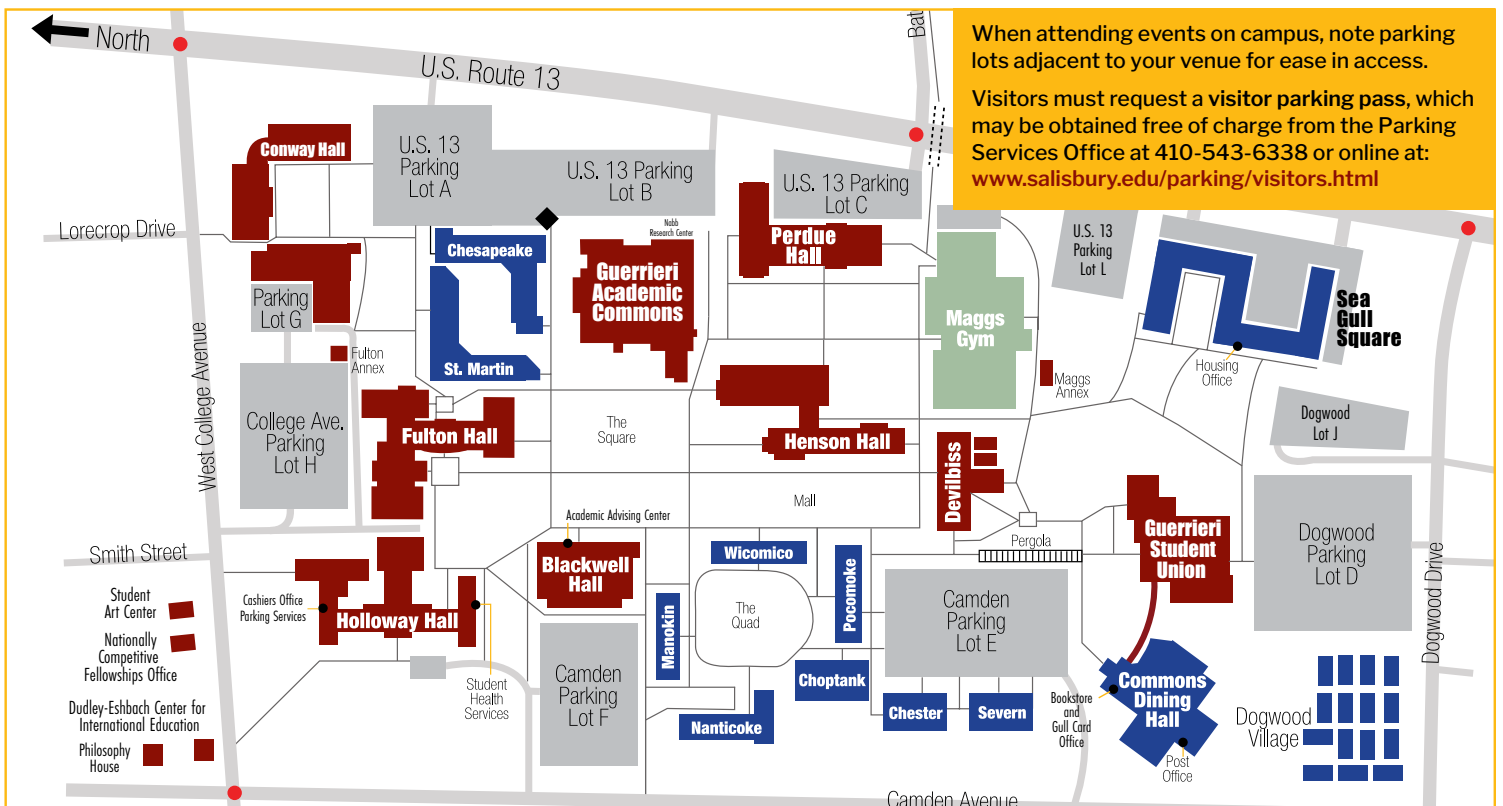 North
U.S. Route 13
Bat
When attending events on campus, note parking
lots adjacent to your venue for ease in access.
Visitors must request a visitor parking pass, which
may be obtained free of charge from the Parking
Services Office at 410-543-6338 or online at:
www.salisbury.edu/parking/visitors.html
Conway Hall
U.S. 13
Parking
Lot A
U.S. 13 Parking
Lot B
U.S. 13 Parking
Lot C
Lorecrop Drive
Chesapeake
Nabb
Research Center
Guerrieri
Academic
Commons
Perdue
Hall
U.S. 13
Parking
Lot L
Sea
Gull
Square
Parking
Lot G
Maggs
Gym
Fulton
Annex
St. Martin
Housing
Office
Maggs
Annex
West College Avenue
College Ave.
Parking
Lot H
Fulton Hall
The
Square
Henson Hall
Dogwood
Lot J
Devilbiss
Mall
Academic Advising Center
Smith Street
Blackwell
Hall
Wicomico
Pergola
Guerrieri
Student
Union
Dogwood
Parking
Lot D
Dogwood Drive
Student
Art Center
Cashiers Office
Parking Services
Holloway Hall
Manokin
The
Quad
Pocomoke
Camden
Parking
Lot E
Nationally
Competitive
Fellowships Office
Student
Health
Services
Camden
Parking
Lot F
Choptank
Commons
Dining
Hall
Dudley-Eshbach Center for
International Education
Nanticoke
Chester
Severn
Bookstore
and
Gull Card
Office
Dogwood
Village
Philosophy
House
Post
Office
Camden Avenue